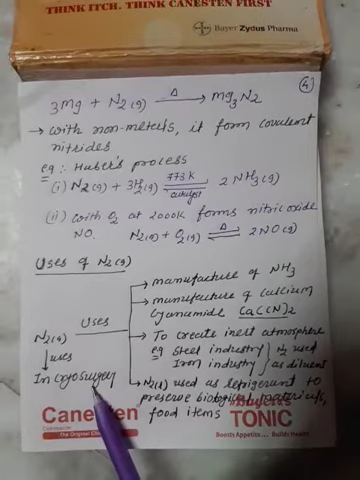 THINK ITCH. THINK CANESTEN FIRST
Bayer Zydus Pharma
(4)
3Mg + N2(g) —Δ→ Mg3N2
→ with non-metals, it form covalent
nitrides
eg :- Haber's process
(i) N2(g) + 3H2(g) ⇌ 773K catalyst 2NH3(g)
(ii) with O2 at 2000K forms nitric oxide
NO. N2(g) + O2(g) ⇌ Δ 2NO(g)
Uses of N2(g)
→ manufacture of NH3
→ manufacture of Calcium
Cyanamide Ca(CN)2
Uses
→ To create inert atmosphere
eg Steel industry } N2 used
Iron industry } as diluent
N2(g)
↓ uses
In cryosurgery
→ N2(l) used as refrigerant to
preserve biological materials,
food items
Canesten
Bayer's
TONIC
Boosts Appetite... Builds Health